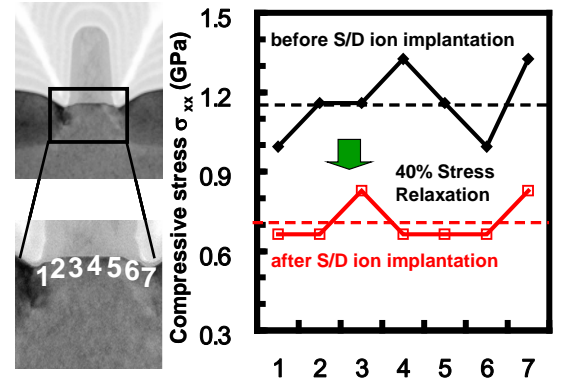 1.5
1.2
0.9
0.6
0.3
Compressive stress σxx (GPa)
before S/D ion implantation
40% Stress
Relaxation
after S/D ion implantation
1 2 3 4 5 6 7
1234567